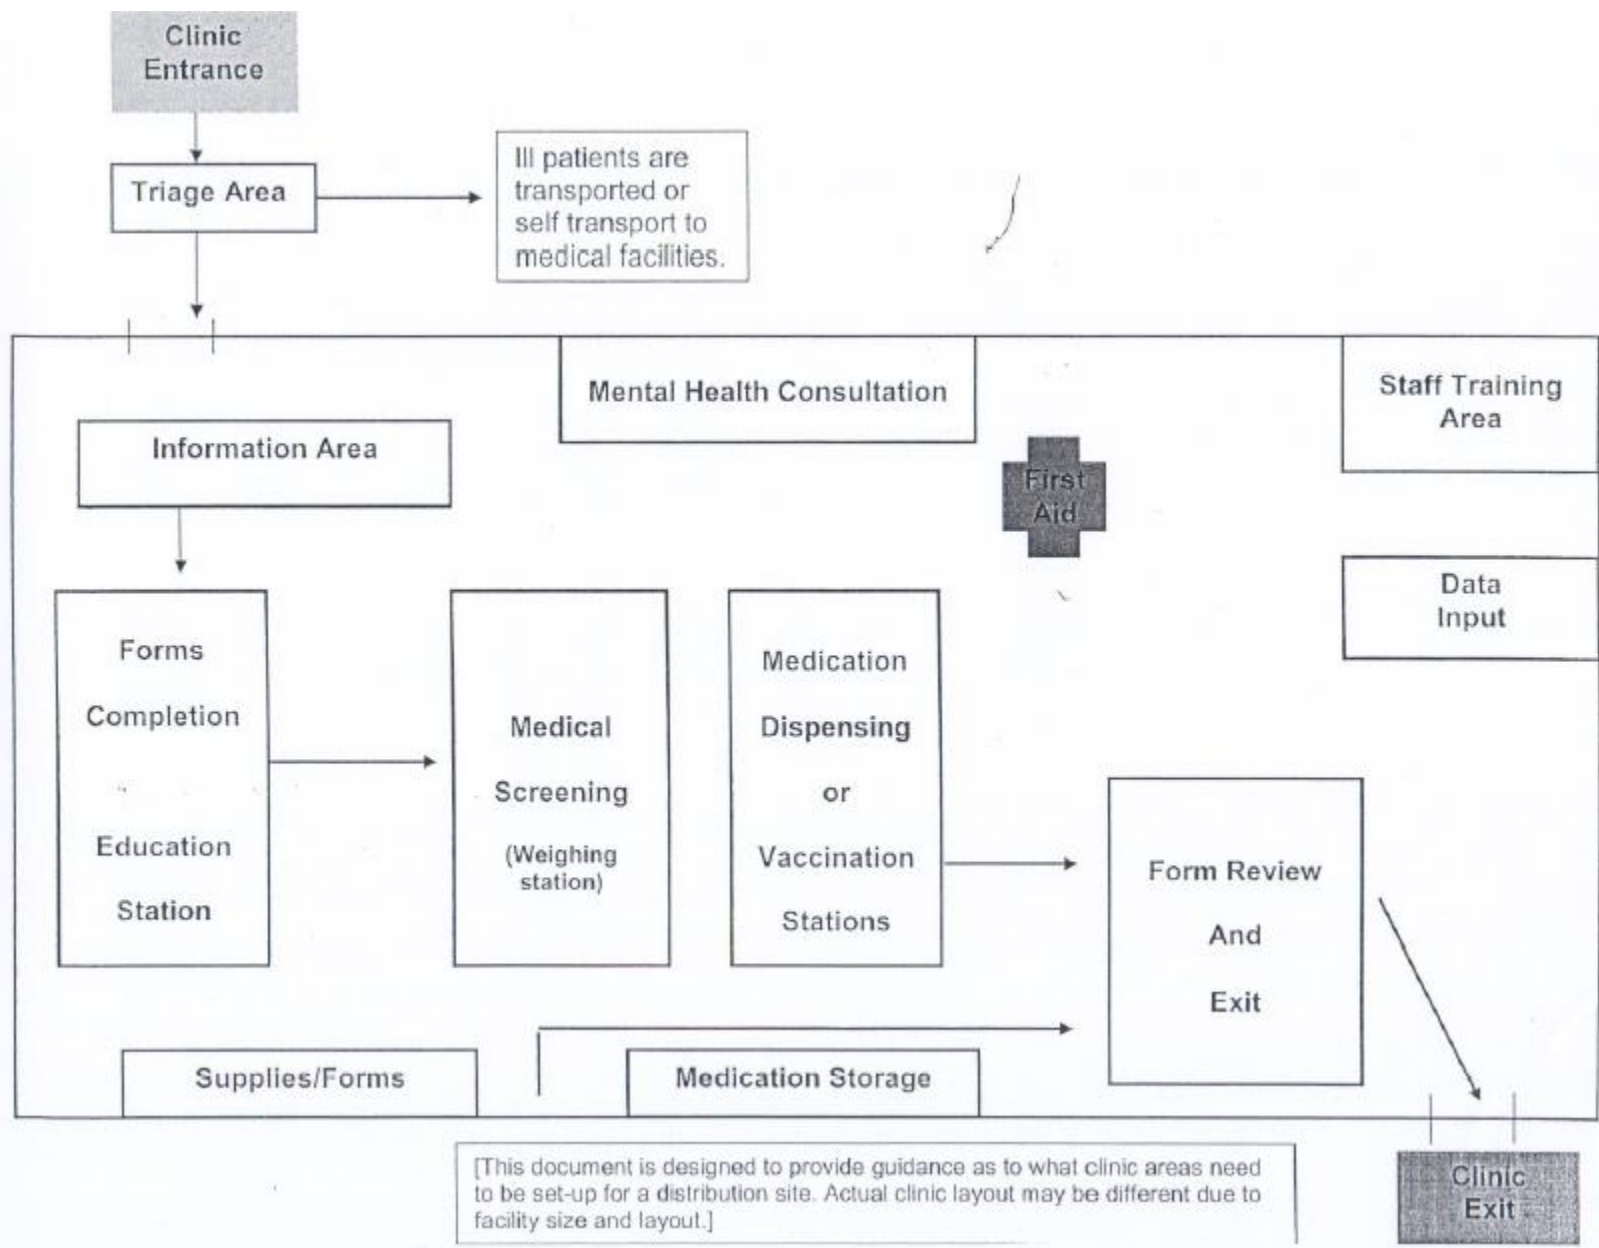 Clinic
Entrance
Triage Area
Ill patients are
transported or
self transport to
medical facilities.
Mental Health Consultation
Staff Training
Area
Information Area
First
Aid
Data
Input
Forms
Completion
Education
Station
Medical
Screening
(Weighing
station)
Medication
Dispensing
or
Vaccination
Stations
Form Review
And
Exit
Supplies/Forms
Medication Storage
[This document is designed to provide guidance as to what clinic areas need
to be set-up for a distribution site. Actual clinic layout may be different due to
facility size and layout.]
Clinic
Exit